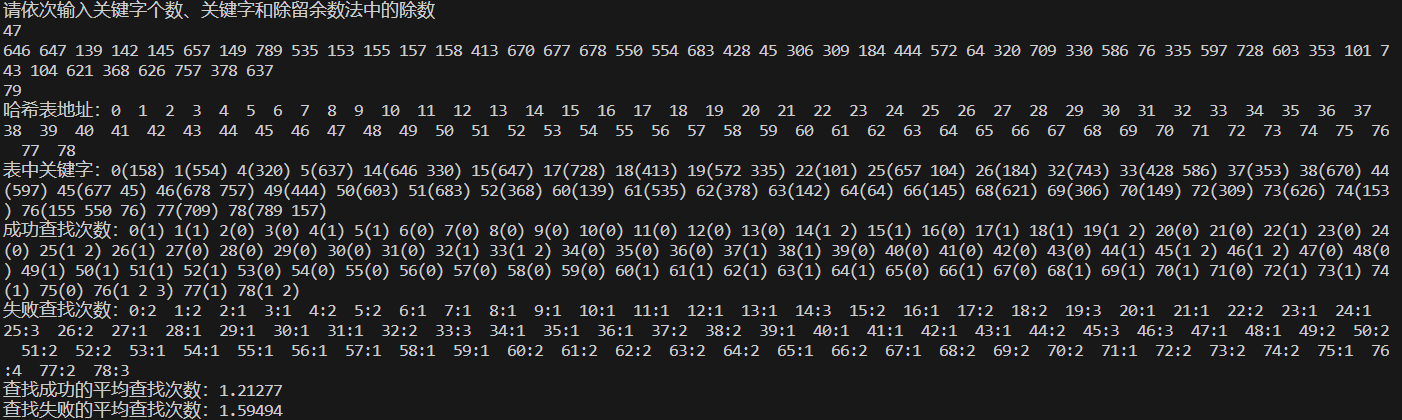 请依次输入关键字个数、关键字和除留余数法中的除数
47
646 647 139 142 145 657 149 789 535 153 155 157 158 413 670 677 678 550 554 683 428 45 306 309 184 444 572 64 320 709 330 586 76 335 597 728 603 353 101 7
43 104 621 368 626 757 378 637
79
哈希表地址：0  1  2  3  4  5  6  7  8  9  10  11  12  13  14  15  16  17  18  19  20  21  22  23  24  25  26  27  28  29  30  31  32  33  34  35  36  37
38  39  40  41  42  43  44  45  46  47  48  49  50  51  52  53  54  55  56  57  58  59  60  61  62  63  64  65  66  67  68  69  70  71  72  73  74  75  76
  77  78
表中关键字：0(158) 1(554) 4(320) 5(637) 14(646 330) 15(647) 17(728) 18(413) 19(572 335) 22(101) 25(657 104) 26(184) 32(743) 33(428 586) 37(353) 38(670) 44
(597) 45(677 45) 46(678 757) 49(444) 50(603) 51(683) 52(368) 60(139) 61(535) 62(378) 63(142) 64(64) 66(145) 68(621) 69(306) 70(149) 72(309) 73(626) 74(153
) 76(155 550 76) 77(709) 78(789 157)
成功查找次数：0(1) 1(1) 2(0) 3(0) 4(1) 5(1) 6(0) 7(0) 8(0) 9(0) 10(0) 11(0) 12(0) 13(0) 14(1 2) 15(1) 16(0) 17(1) 18(1) 19(1 2) 20(0) 21(0) 22(1) 23(0) 24
(0) 25(1 2) 26(1) 27(0) 28(0) 29(0) 30(0) 31(0) 32(1) 33(1 2) 34(0) 35(0) 36(0) 37(1) 38(1) 39(0) 40(0) 41(0) 42(0) 43(0) 44(1) 45(1 2) 46(1 2) 47(0) 48(0
) 49(1) 50(1) 51(1) 52(1) 53(0) 54(0) 55(0) 56(0) 57(0) 58(0) 59(0) 60(1) 61(1) 62(1) 63(1) 64(1) 65(0) 66(1) 67(0) 68(1) 69(1) 70(1) 71(0) 72(1) 73(1) 74
(1) 75(0) 76(1 2 3) 77(1) 78(1 2)
失败查找次数：0:2  1:2  2:1  3:1  4:2  5:2  6:1  7:1  8:1  9:1  10:1  11:1  12:1  13:1  14:3  15:2  16:1  17:2  18:2  19:3  20:1  21:1  22:2  23:1  24:1
25:3  26:2  27:1  28:1  29:1  30:1  31:1  32:2  33:3  34:1  35:1  36:1  37:2  38:2  39:1  40:1  41:1  42:1  43:1  44:2  45:3  46:3  47:1  48:1  49:2  50:2
  51:2  52:2  53:1  54:1  55:1  56:1  57:1  58:1  59:1  60:2  61:2  62:2  63:2  64:2  65:1  66:2  67:1  68:2  69:2  70:2  71:1  72:2  73:2  74:2  75:1  76
:4  77:2  78:3
查找成功的平均查找次数：1.21277
查找失败的平均查找次数：1.59494